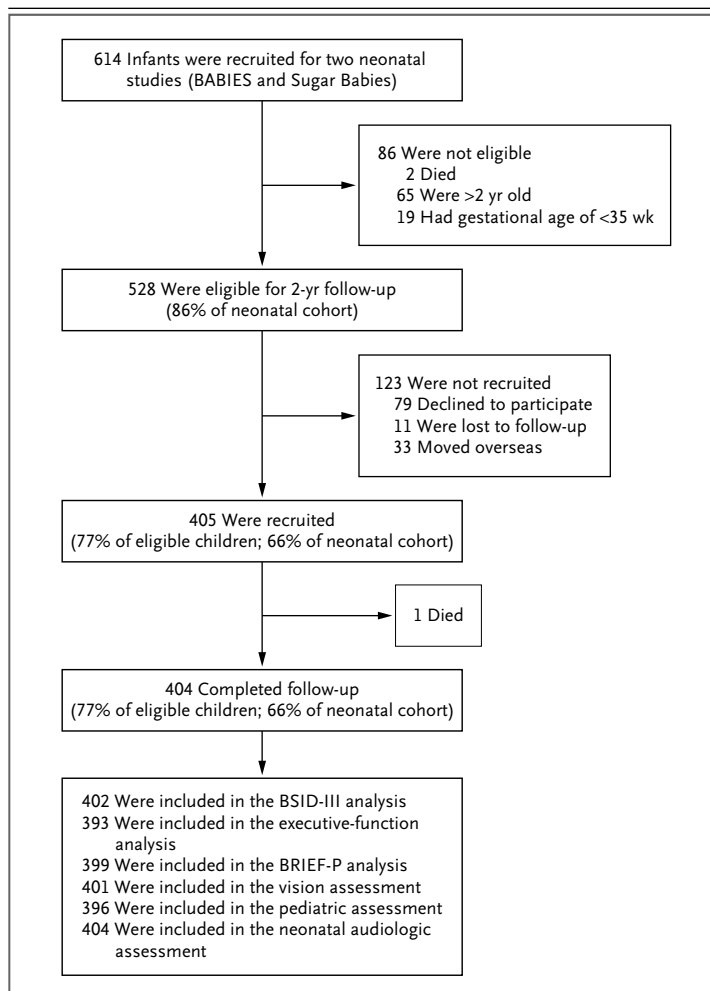 614 Infants were recruited for two neonatal
studies (BABIES and Sugar Babies)
86 Were not eligible
2 Died
65 Were >2 yr old
19 Had gestational age of <35 wk
528 Were eligible for 2-yr follow-up
(86% of neonatal cohort)
123 Were not recruited
79 Declined to participate
11 Were lost to follow-up
33 Moved overseas
405 Were recruited
(77% of eligible children; 66% of neonatal cohort)
1 Died
404 Completed follow-up
(77% of eligible children; 66% of neonatal cohort)
402 Were included in the BSID-III analysis
393 Were included in the executive-function
analysis
399 Were included in the BRIEF-P analysis
401 Were included in the vision assessment
396 Were included in the pediatric assessment
404 Were included in the neonatal audiologic
assessment